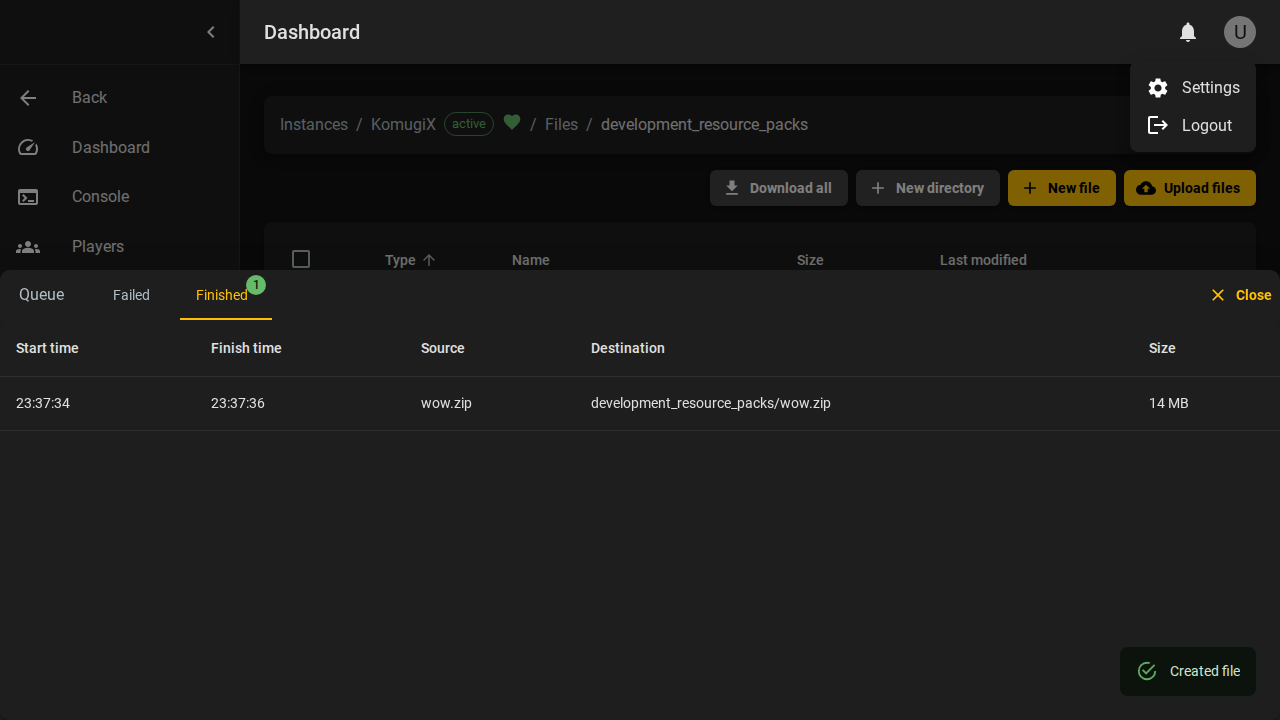 Dashboard
U
Settings
Logout
Back
Dashboard
Console
Players
Instances / KomugiX active / Files / development_resource_packs
Download all
New directory
New file
Upload files
Type Name Size Last modified
Queue Failed Finished 1 Close
Start time Finish time Source Destination Size
23:37:34 23:37:36 wow.zip development_resource_packs/wow.zip 14 MB
Created file